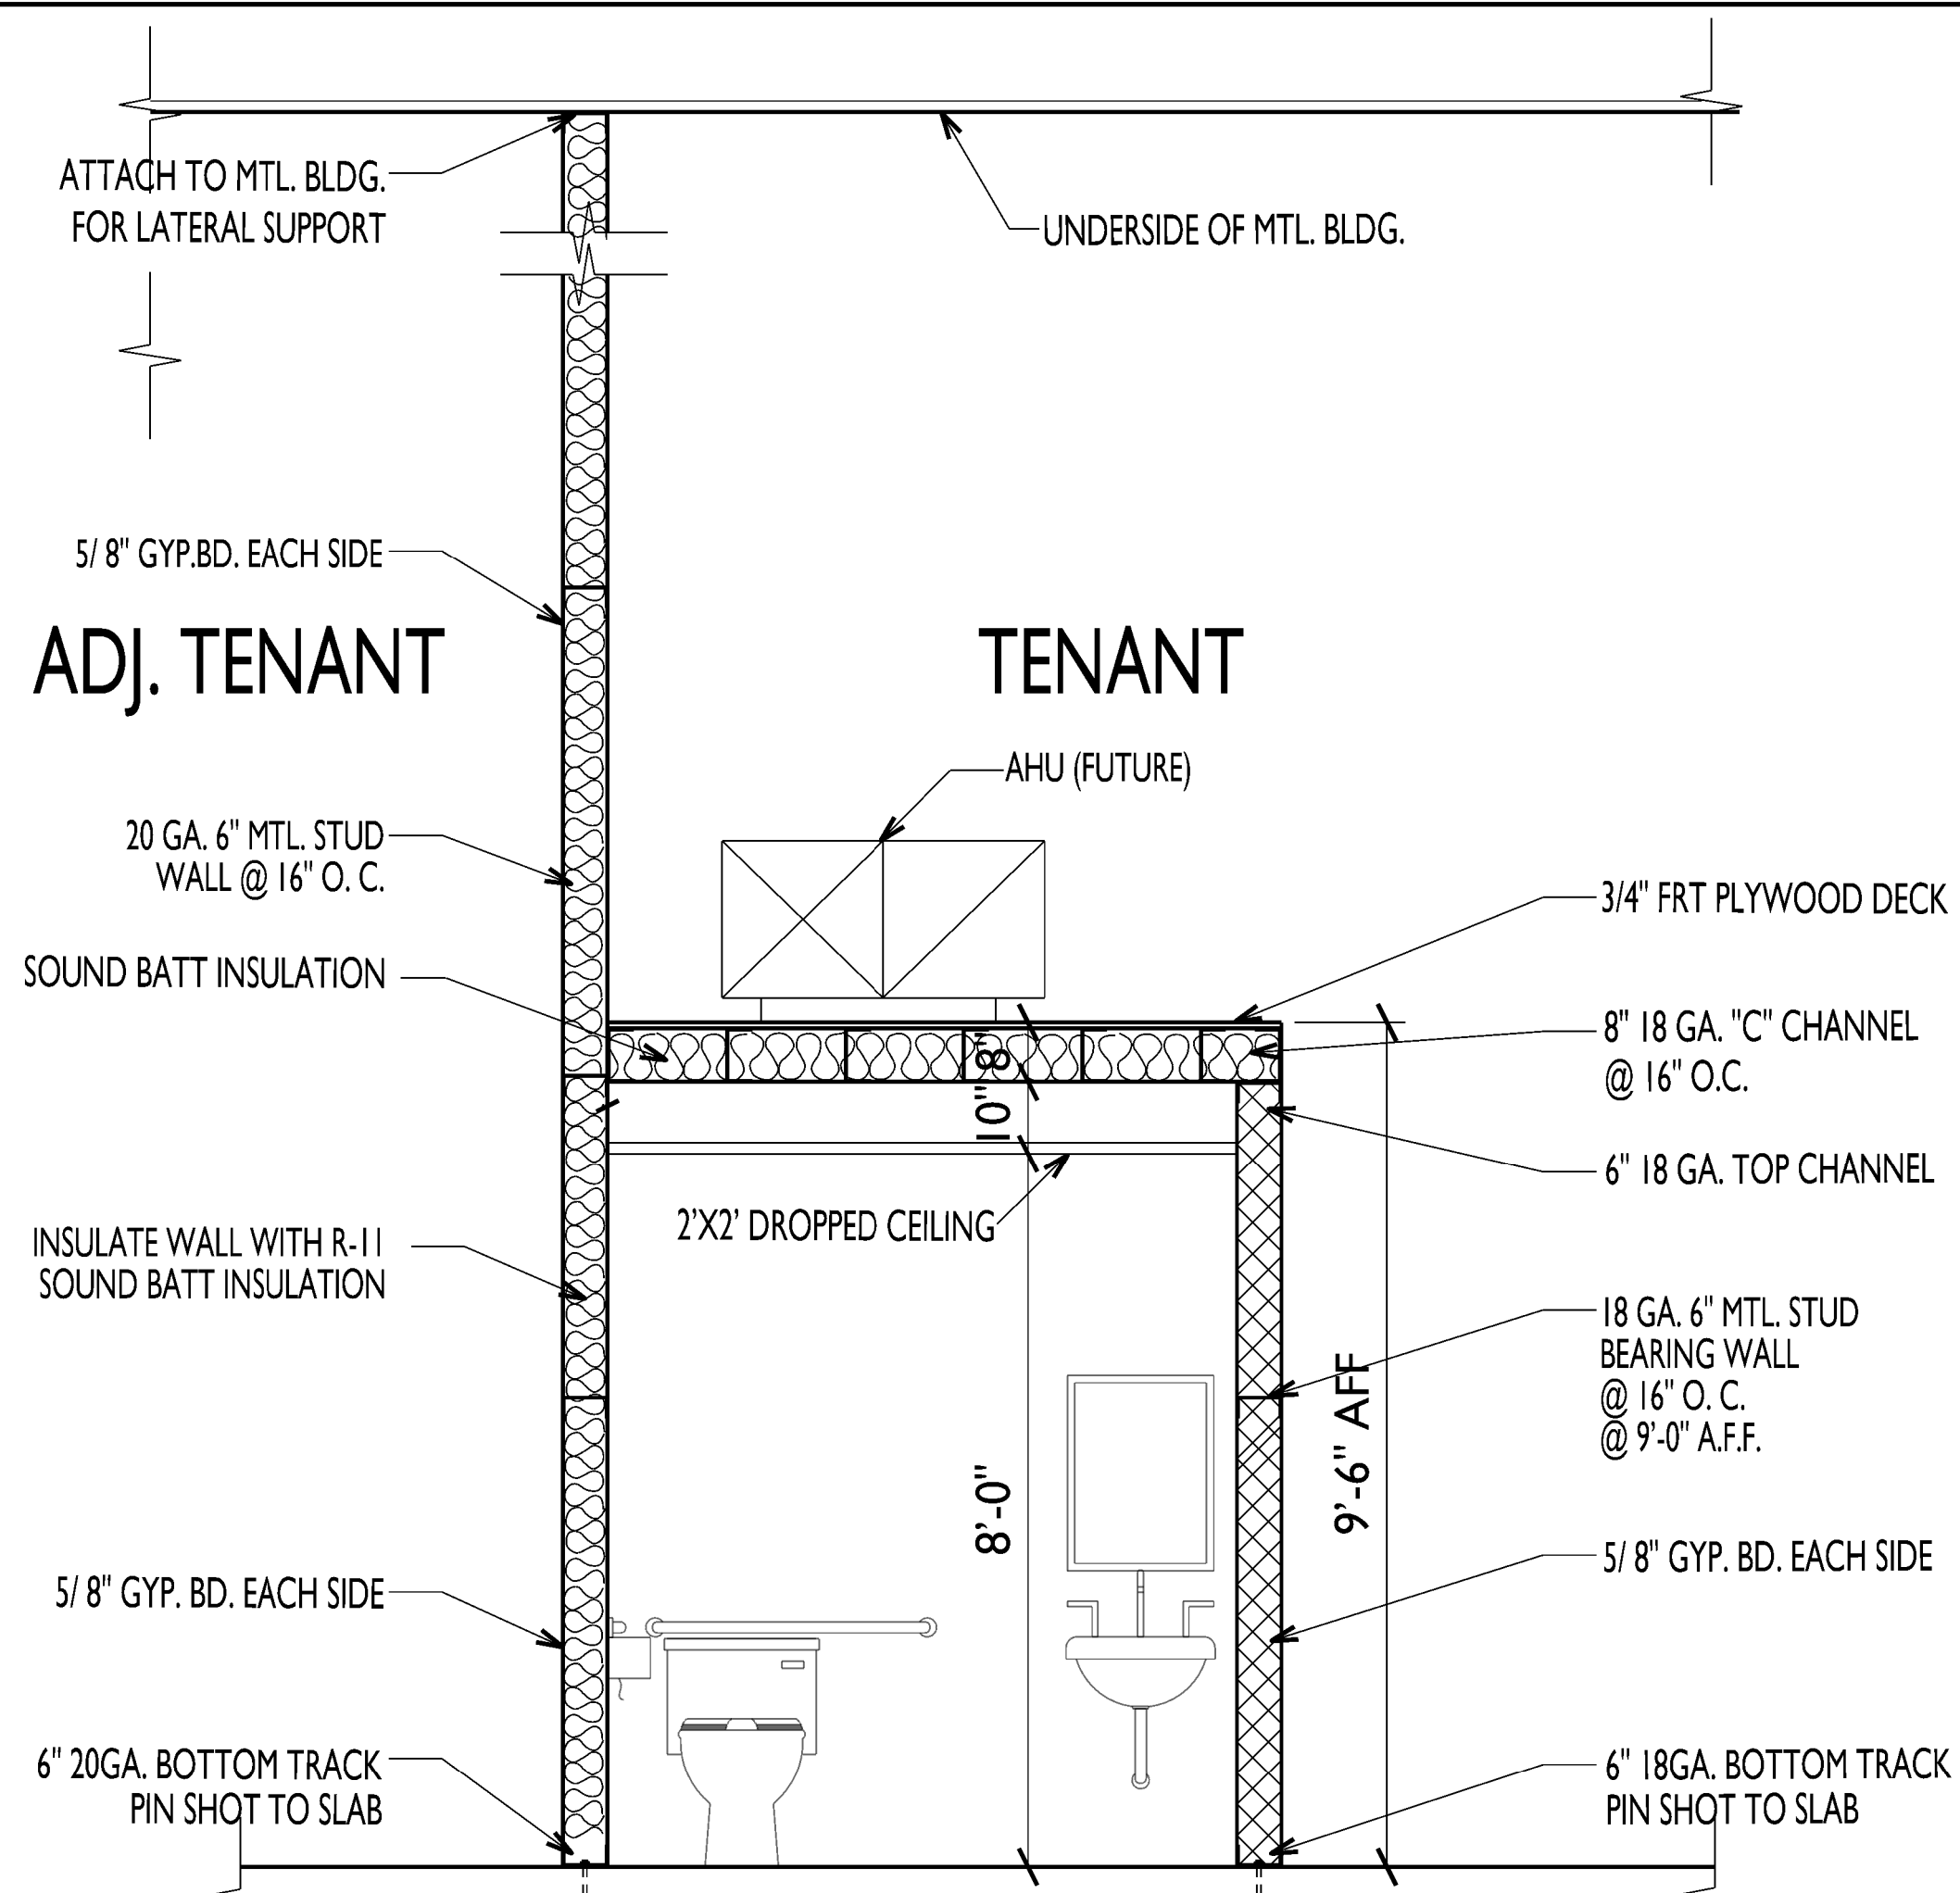 ATTACH TO MTL. BLDG.
FOR LATERAL SUPPORT
UNDERSIDE OF MTL. BLDG.
5/ 8" GYP.BD. EACH SIDE
ADJ. TENANT
TENANT
AHU (FUTURE)
20 GA. 6" MTL. STUD
WALL @ 16" O. C.
3/4" FRT PLYWOOD DECK
SOUND BATT INSULATION
8" 18 GA. "C" CHANNEL
@ 16" O.C.
8"
10"
6" 18 GA. TOP CHANNEL
2'X2' DROPPED CEILING
INSULATE WALL WITH R-11
SOUND BATT INSULATION
18 GA. 6" MTL. STUD
BEARING WALL
@ 16" O. C.
@ 9'-0" A.F.F.
9'-6" AFF
8'-0"
5/ 8" GYP. BD. EACH SIDE
5/ 8" GYP. BD. EACH SIDE
6" 20GA. BOTTOM TRACK
PIN SHOT TO SLAB
6" 18GA. BOTTOM TRACK
PIN SHOT TO SLAB